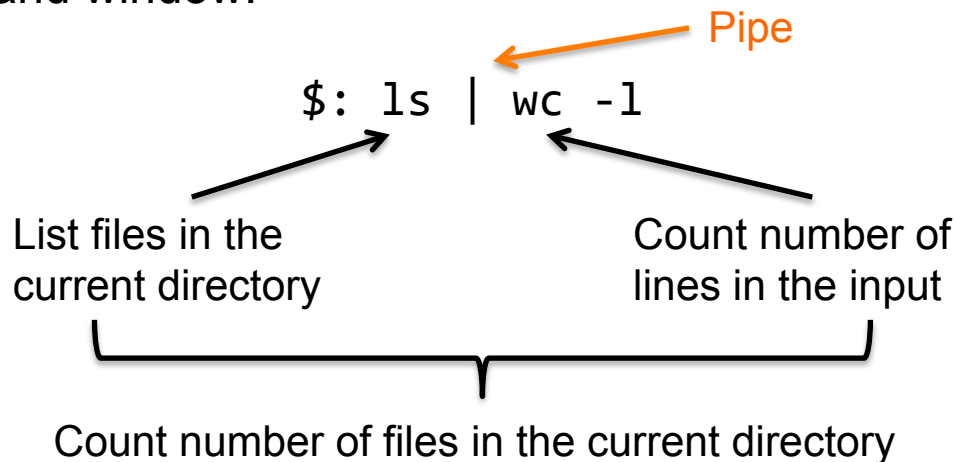 and window:
Pipe
$: ls | wc -l
List files in the
current directory
Count number of
lines in the input
Count number of files in the current directory